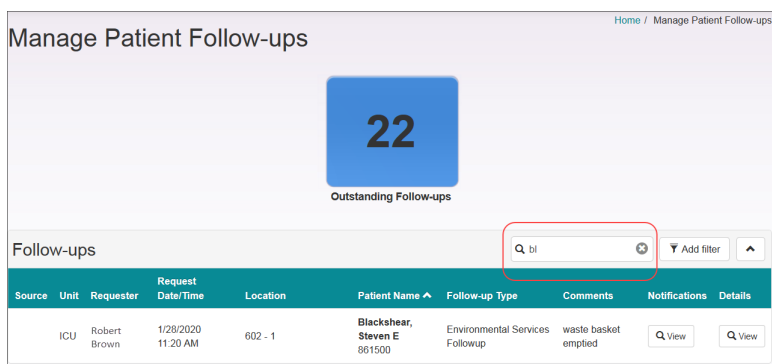 Home / Manage Patient Follow-ups
Manage Patient Follow-ups
22
Outstanding Follow-ups
Follow-ups
bl
Add filter
Source Unit Requester Request Date/Time Location Patient Name Follow-up Type Comments Notifications Details
ICU Robert Brown 1/28/2020 11:20 AM 602 - 1 Blackshear, Steven E 861500 Environmental Services Followup waste basket emptied View View